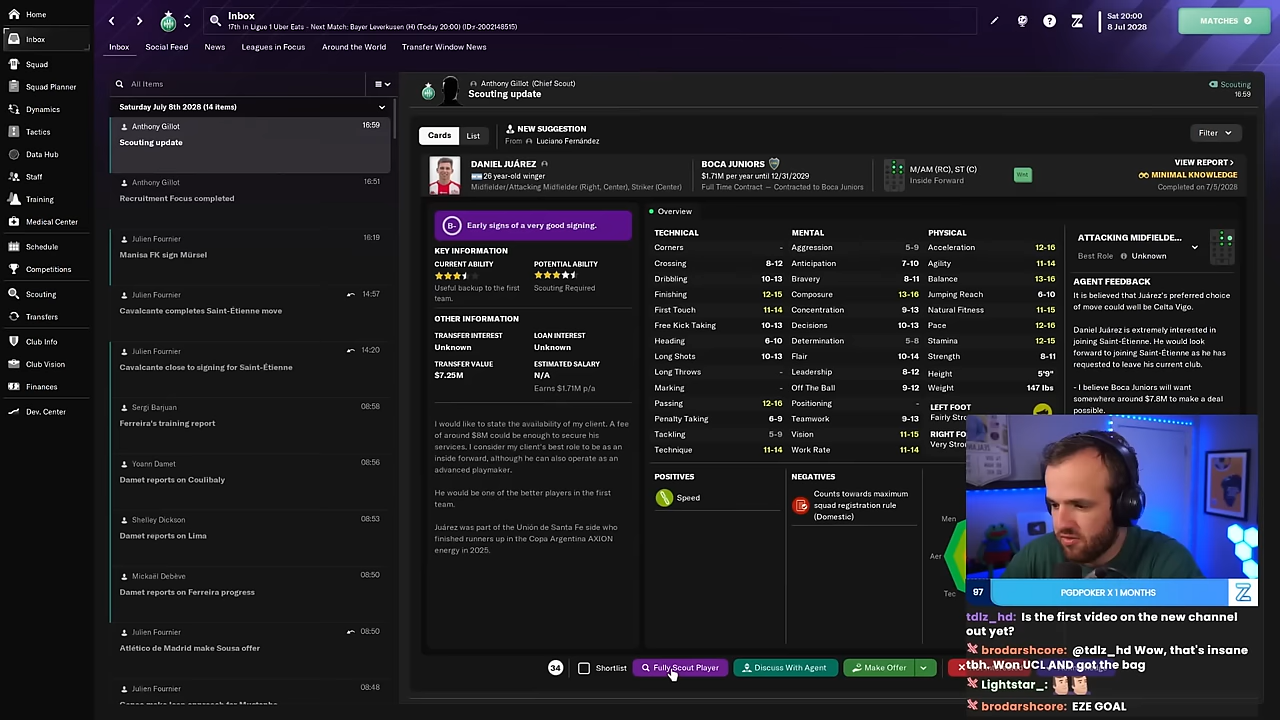 Home
Inbox
Squad
Squad Planner
Dynamics
Tactics
Data Hub
Staff
Training
Medical Center
Schedule
Competitions
Scouting
Transfers
Club Info
Club Vision
Finances
Dev. Center
Inbox
17th in Ligue 1 Uber Eats - Next Match: Bayer Leverkusen (H) (Today 20:00) (ID:r-2002148515)
Sat 20:00
8 Jul 2028
MATCHES
Inbox
Social Feed
News
Leagues in Focus
Around the World
Transfer Window News
All Items
Saturday July 8th 2028 (14 items)
Anthony Gillot
16:59
Scouting update
Anthony Gillot
16:51
Recruitment Focus completed
Julien Fournier
16:19
Manisa FK sign Mürsel
Julien Fournier
14:57
Cavalcante completes Saint-Étienne move
Julien Fournier
14:20
Cavalcante close to signing for Saint-Étienne
Sergi Barjuan
08:58
Ferreira's training report
Yoann Damet
08:56
Damet reports on Coulibaly
Shelley Dickson
08:53
Damet reports on Lima
Mickaël Debève
08:50
Damet reports on Ferreira progress
Julien Fournier
08:50
Atlético de Madrid make Sousa offer
Julien Fournier
08:48
Anthony Gillot (Chief Scout)
Scouting update
Scouting
16:59
Cards
List
NEW SUGGESTION
From Luciano Fernández
Filter
DANIEL JUÁREZ
26 year-old winger
Midfielder/Attacking Midfielder (Right, Center), Striker (Center)
BOCA JUNIORS
$1.71M per year until 12/31/2029
Full Time Contract – Contracted to Boca Juniors
M/AM (RC), ST (C)
Inside Forward
Wnt
VIEW REPORT
MINIMAL KNOWLEDGE
Completed on 7/5/2028
B-
Early signs of a very good signing.
KEY INFORMATION
CURRENT ABILITY
Useful backup to the first
team.
POTENTIAL ABILITY
Scouting Required
OTHER INFORMATION
TRANSFER INTEREST
Unknown
LOAN INTEREST
Unknown
TRANSFER VALUE
$7.25M
ESTIMATED SALARY
N/A
Earns $1.71M p/a
I would like to state the availability of my client. A fee
of around $8M could be enough to secure his
services. I consider my client's best role to be as an
inside forward, although he can also operate as an
advanced playmaker.
He would be one of the better players in the first
team.
Juárez was part of the Unión de Santa Fe side who
finished runners up in the Copa Argentina AXION
energy in 2025.
Overview
TECHNICAL
Corners -
Crossing 8-12
Dribbling 10-13
Finishing 12-15
First Touch 11-14
Free Kick Taking 10-13
Heading 6-10
Long Shots 10-13
Long Throws -
Marking -
Passing 12-16
Penalty Taking 6-9
Tackling 5-9
Technique 11-14
MENTAL
Aggression 5-9
Anticipation 7-10
Bravery 8-11
Composure 13-16
Concentration 9-13
Decisions 10-13
Determination 5-8
Flair 10-14
Leadership 8-12
Off The Ball 9-12
Positioning -
Teamwork 9-13
Vision 11-15
Work Rate 11-14
PHYSICAL
Acceleration 12-16
Agility 11-14
Balance 13-16
Jumping Reach 6-10
Natural Fitness 11-15
Pace 12-16
Stamina 12-15
Strength 8-11
Height 5'9"
Weight 147 lbs
LEFT FOOT
Fairly Stro
RIGHT FO
Very Stron
ATTACKING MIDFIELDE...
Best Role Unknown
AGENT FEEDBACK
It is believed that Juárez's preferred choice
of move could well be Celta Vigo.
Daniel Juárez is extremely interested in
joining Saint-Étienne. He would look
forward to joining Saint-Étienne as he has
requested to leave his current club.
- I believe Boca Juniors will want
somewhere around $7.8M to make a deal
possible.
POSITIVES
Speed
NEGATIVES
Counts towards maximum
squad registration rule
(Domestic)
Men
Aer
Tec
34
Shortlist
Fully Scout Player
Discuss With Agent
Make Offer
97
PGDPOKER X 1 MONTHS
tdlz_hd: Is the first video on the new channel
out yet?
brodarshcore: @tdlz_hd Wow, that's insane
tbh. Won UCL AND got the bag
Lightstar_:
brodarshcore: EZE GOAL